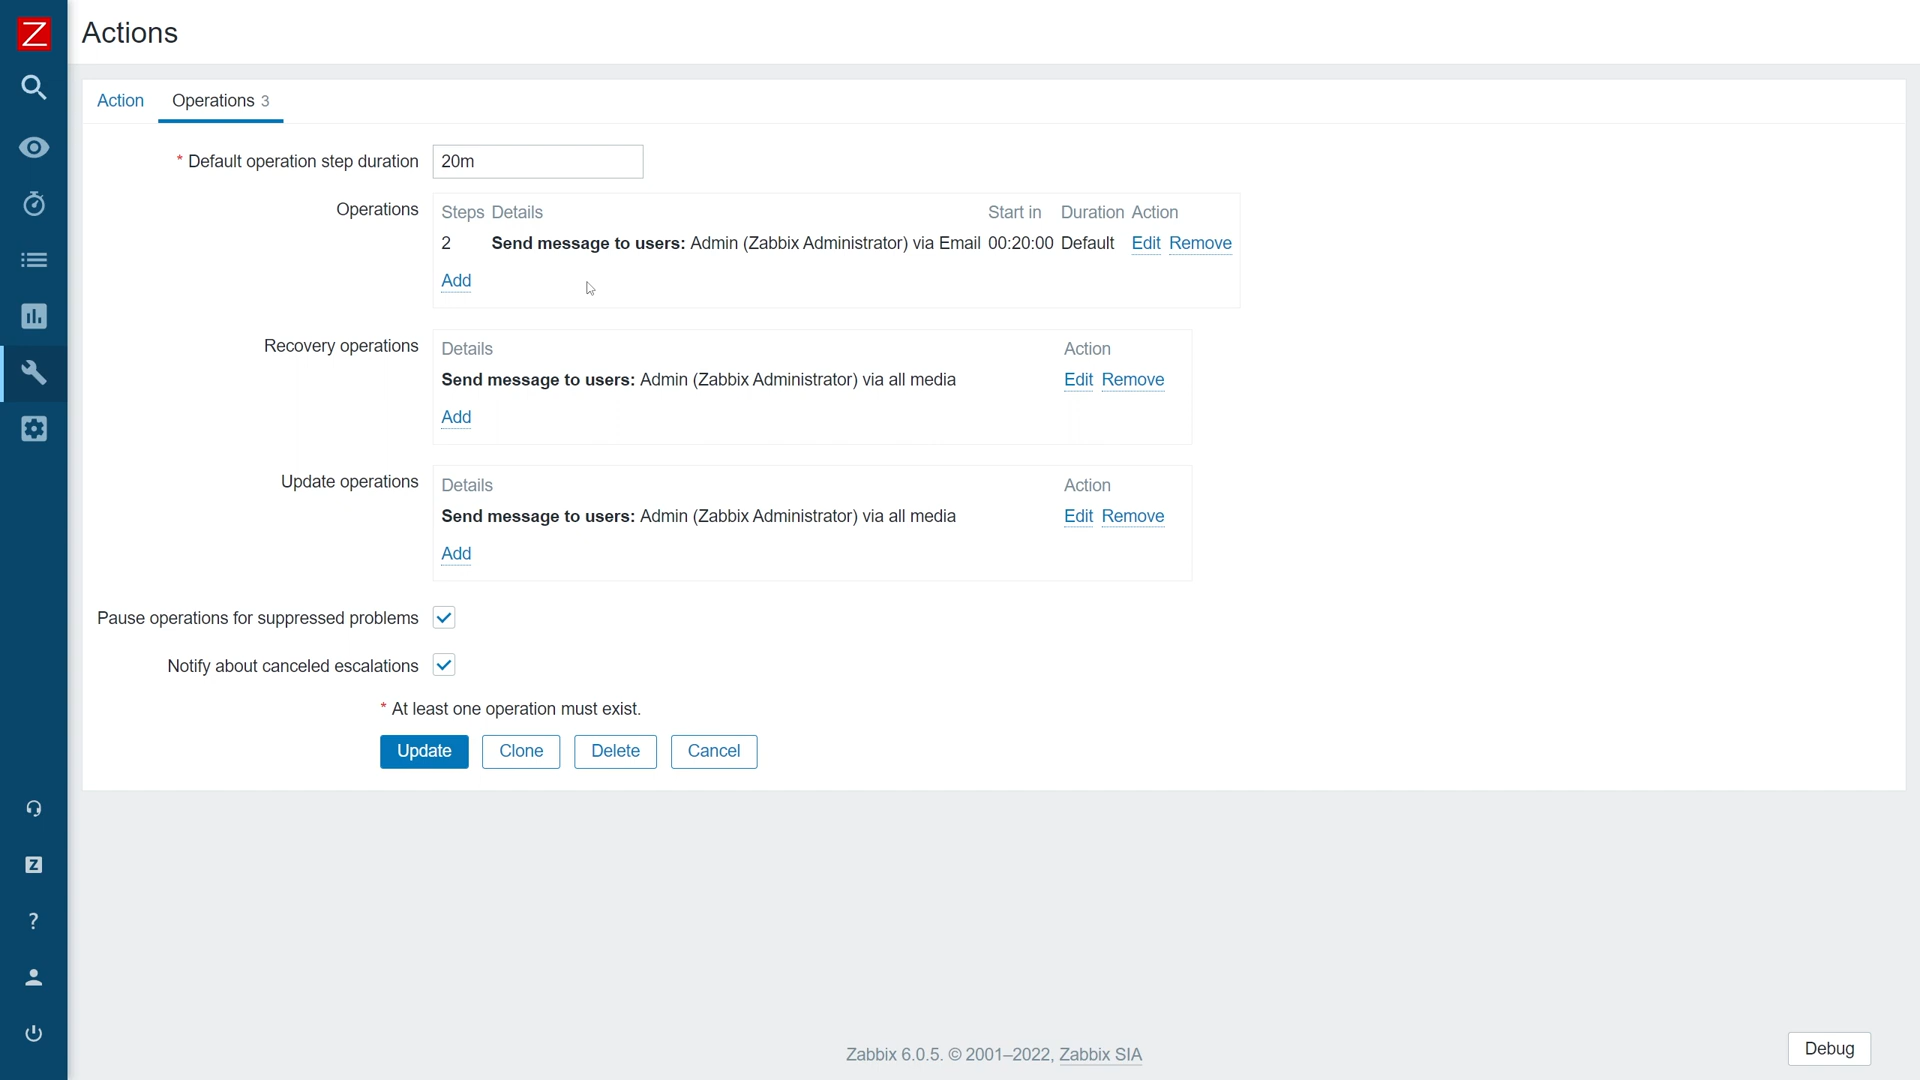 Z
Actions
Action Operations 3
* Default operation step duration 20m
Operations Steps Details Start in Duration Action
2 Send message to users: Admin (Zabbix Administrator) via Email 00:20:00 Default Edit Remove
Add
Recovery operations Details Action
Send message to users: Admin (Zabbix Administrator) via all media Edit Remove
Add
Update operations Details Action
Send message to users: Admin (Zabbix Administrator) via all media Edit Remove
Add
Pause operations for suppressed problems
Notify about canceled escalations
* At least one operation must exist.
Update Clone Delete Cancel
Z
?
Zabbix 6.0.5. © 2001–2022, Zabbix SIA
Debug